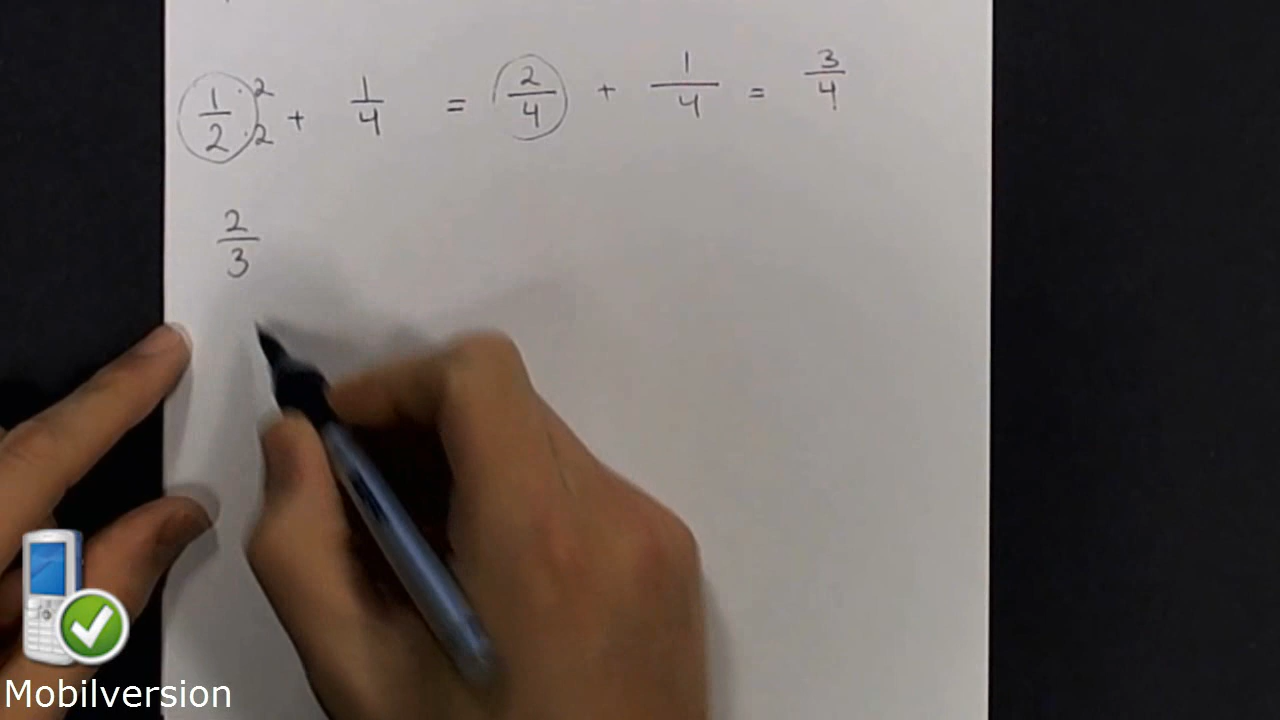 1/2 · 2/2 + 1/4 = 2/4 + 1/4 = 3/4
2/3
Mobilversion